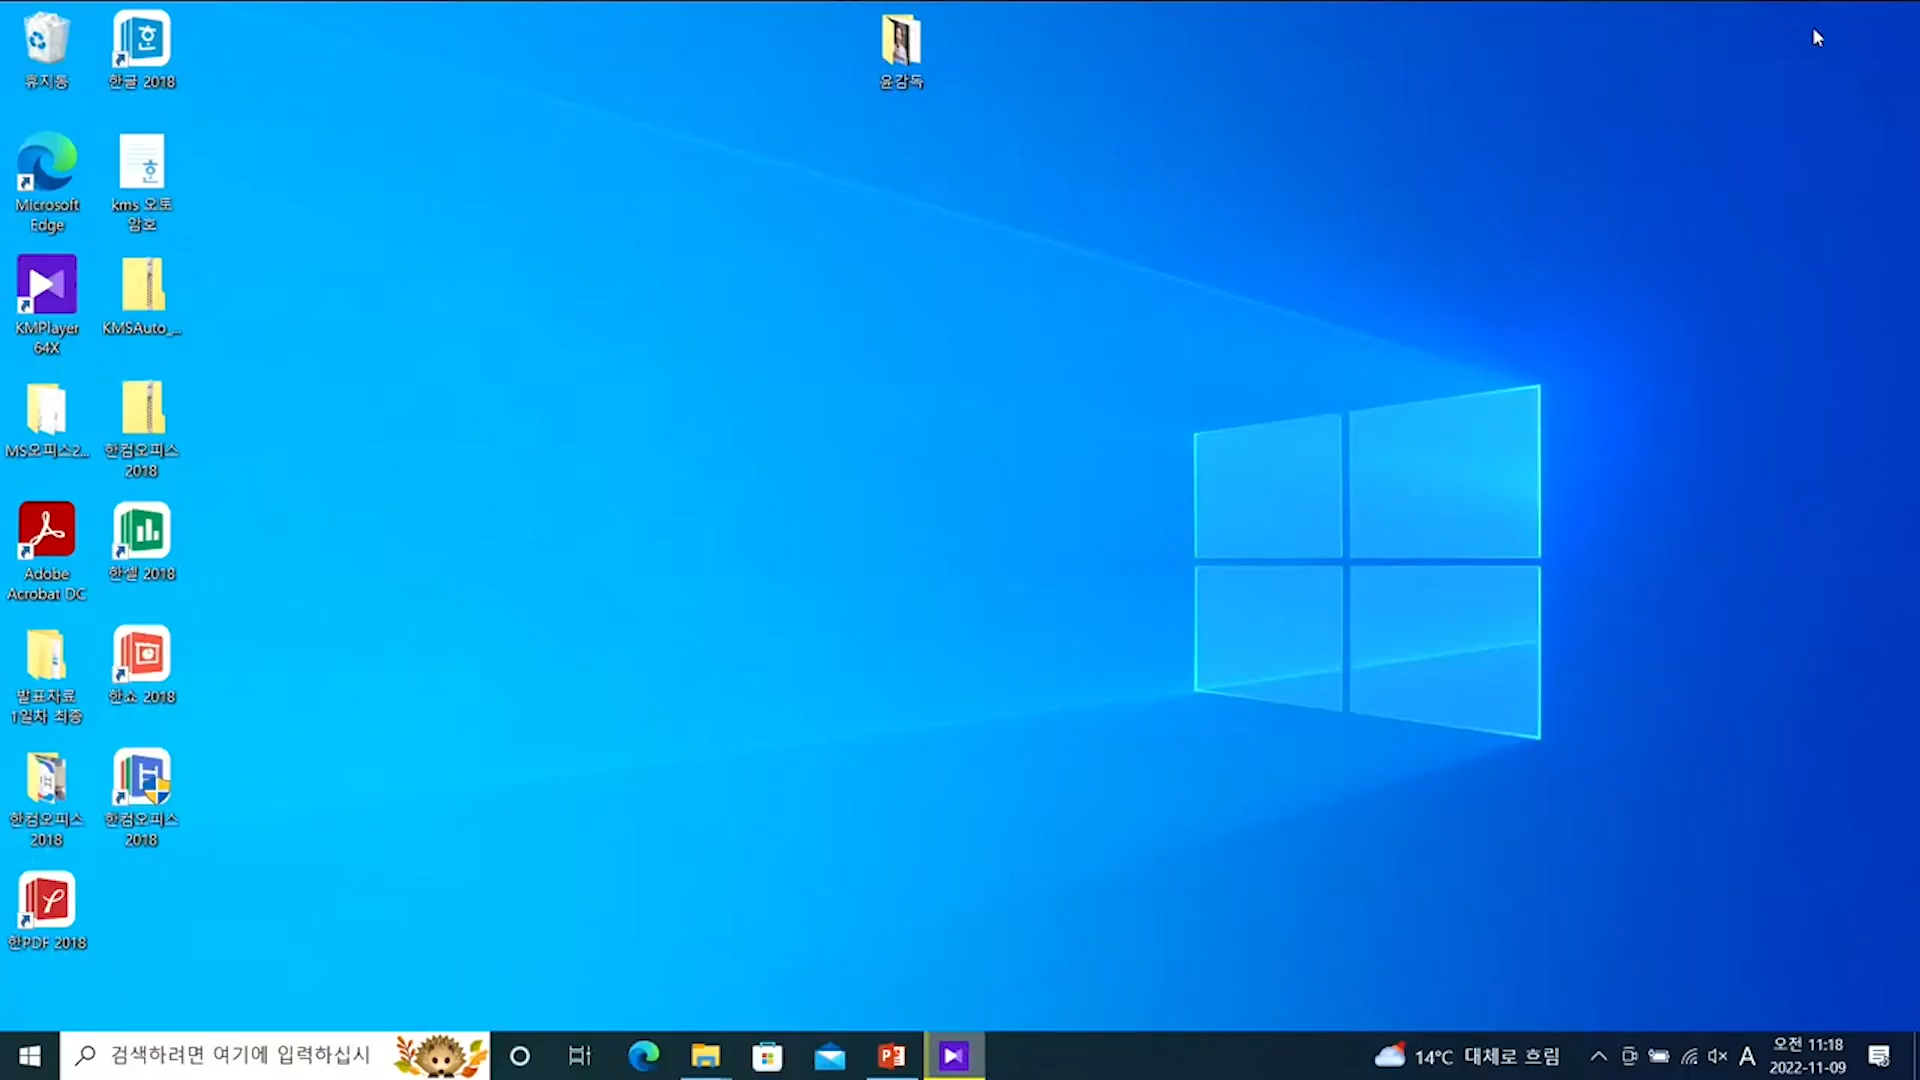 휴지통
한글 2018
윤감독
Microsoft
Edge
kms 오토
암호
KMPlayer
64X
KMSAuto_...
MS오피스2...
한컴오피스
2018
Adobe
Acrobat DC
한셀 2018
발표자료
1일차 최종
한쇼 2018
한컴오피스
2018
한컴오피스
2018
한PDF 2018
검색하려면 여기에 입력하십시
14°C 대체로 흐림
A
오전 11:18
2022-11-09